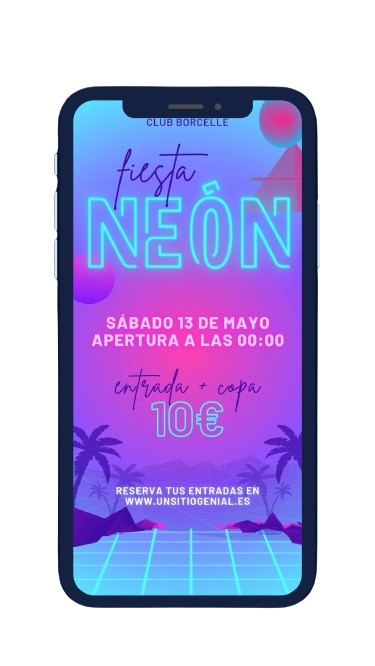 CLUB BORCELLE
fiesta
NEÓN
SÁBADO 13 DE MAYO
APERTURA A LAS 00:00
entrada + copa
10€
RESERVA TUS ENTRADAS EN
WWW.UNSITIOGENIAL.ES